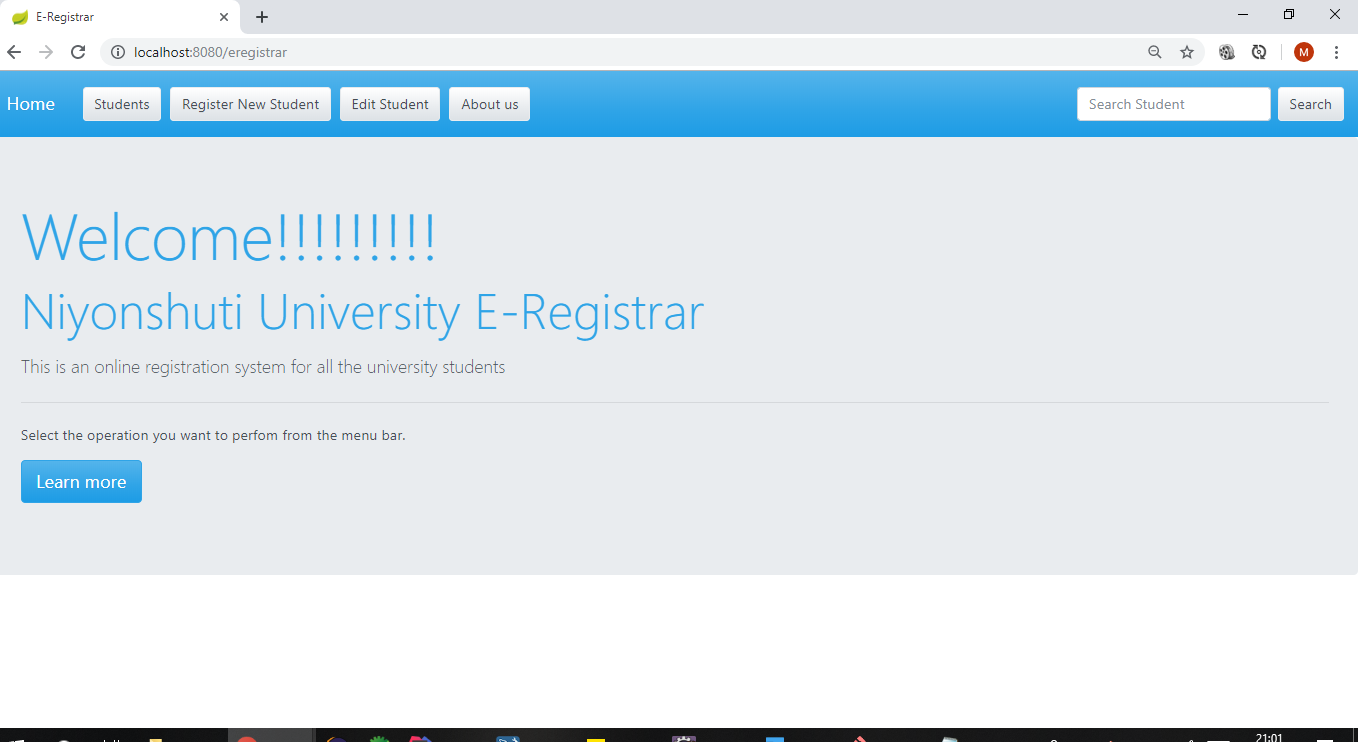 E-Registrar
localhost:8080/eregistrar
M
Home Students Register New Student Edit Student About us Search Student Search
Welcome!!!!!!!!!
Niyonshuti University E-Registrar
This is an online registration system for all the university students
Select the operation you want to perfom from the menu bar.
Learn more
21:01